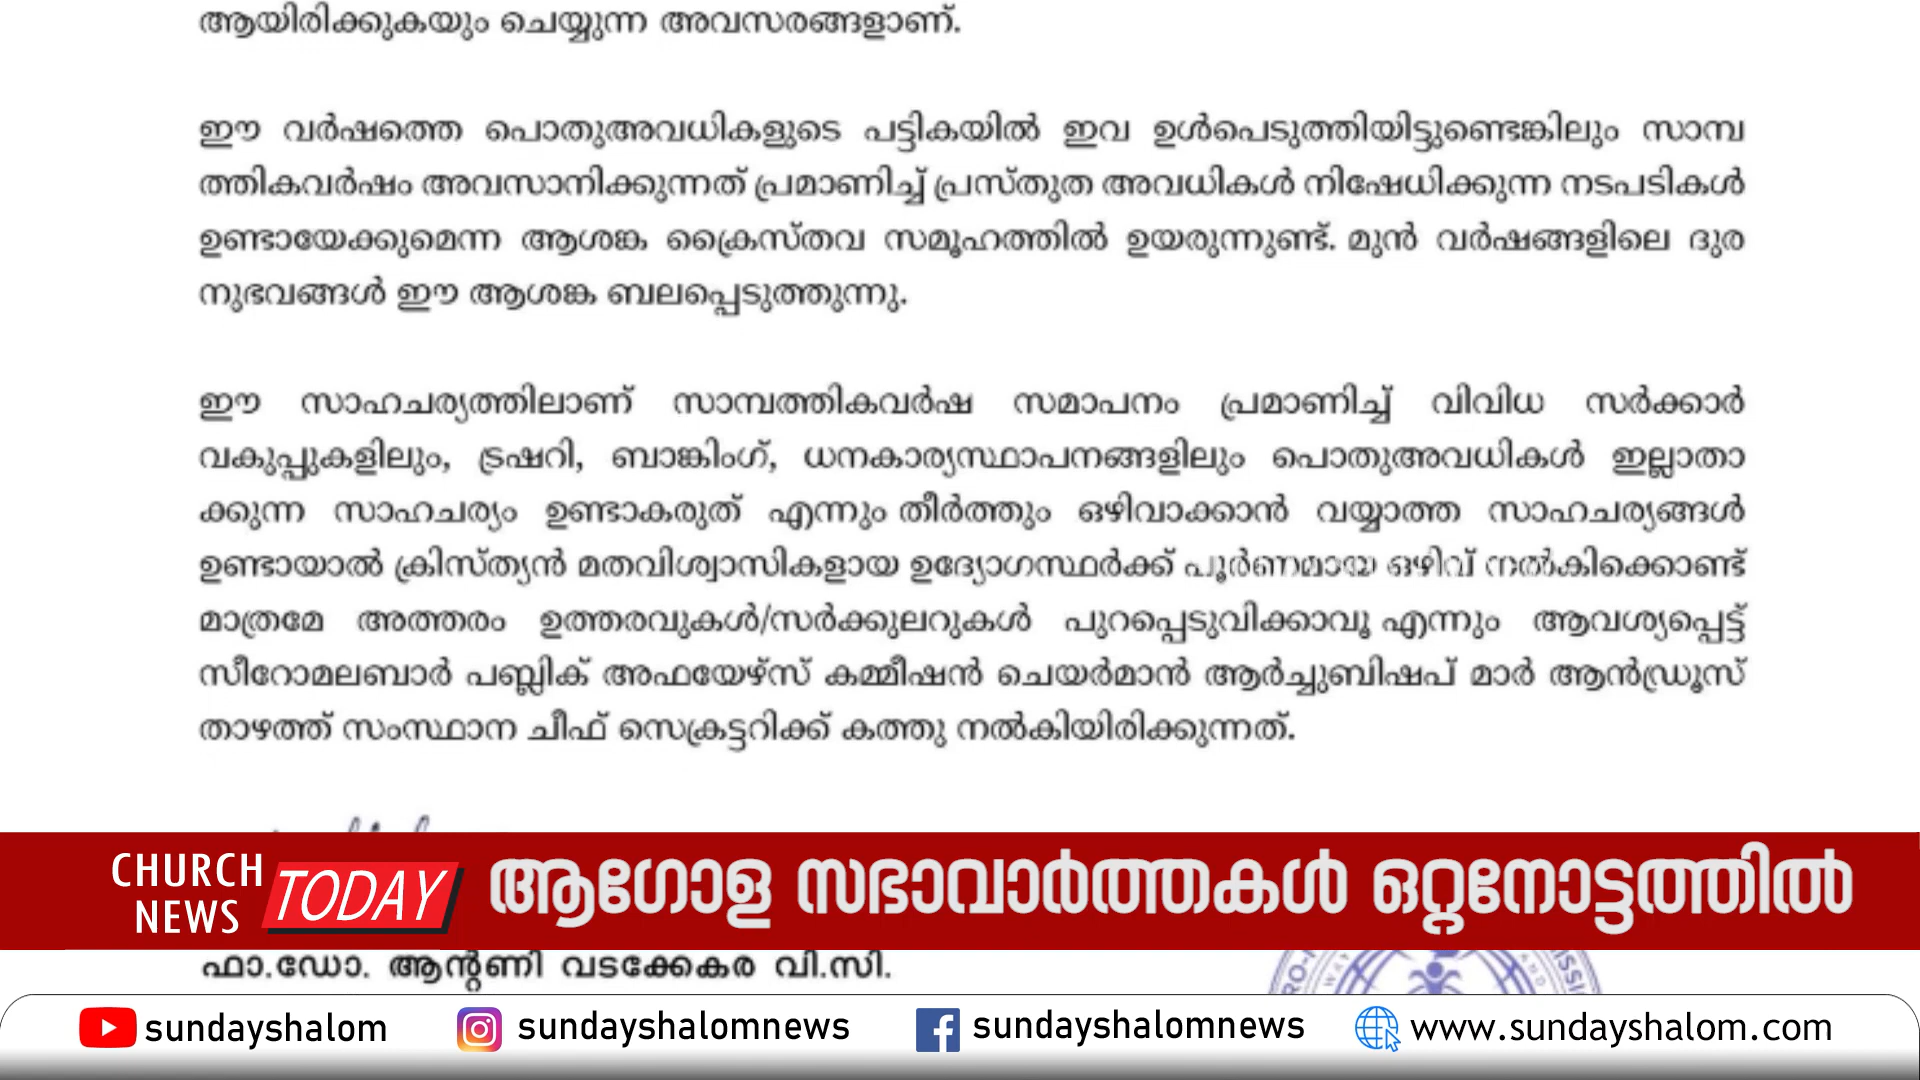 ആയിരിക്കുകയും ചെയ്യുന്ന അവസരങ്ങളാണ്.
ഈ വർഷത്തെ പൊതുഅവധികളുടെ പട്ടികയിൽ ഇവ ഉൾപെടുത്തിയിട്ടുണ്ടെങ്കിലും സാമ്പ
ത്തികവർഷം അവസാനിക്കുന്നത് പ്രമാണിച്ച് പ്രസ്തുത അവധികൾ നിഷേധിക്കുന്ന നടപടികൾ
ഉണ്ടായേക്കുമെന്ന ആശങ്ക ക്രൈസ്തവ സമൂഹത്തിൽ ഉയരുന്നുണ്ട്. മുൻ വർഷങ്ങളിലെ ദുര
നുഭവങ്ങൾ ഈ ആശങ്ക ബലപ്പെടുത്തുന്നു.
ഈ സാഹചര്യത്തിലാണ് സാമ്പത്തികവർഷ സമാപനം പ്രമാണിച്ച് വിവിധ സർക്കാർ
വകുപ്പുകളിലും, ട്രഷറി, ബാങ്കിംഗ്, ധനകാര്യസ്ഥാപനങ്ങളിലും പൊതുഅവധികൾ ഇല്ലാതാ
ക്കുന്ന സാഹചര്യം ഉണ്ടാകരുത് എന്നും തീർത്തും ഒഴിവാക്കാൻ വയ്യാത്ത സാഹചര്യങ്ങൾ
ഉണ്ടായാൽ ക്രിസ്ത്യൻ മതവിശ്വാസികളായ ഉദ്യോഗസ്ഥർക്ക് പൂർണമായ ഒഴിവ് നൽകിക്കൊണ്ട്
മാത്രമേ അത്തരം ഉത്തരവുകൾ/സർക്കുലറുകൾ പുറപ്പെടുവിക്കാവൂ എന്നും ആവശ്യപ്പെട്ട്
സീറോമലബാർ പബ്ലിക് അഫയേഴ്സ് കമ്മീഷൻ ചെയർമാൻ ആർച്ചുബിഷപ് മാർ ആൻഡ്രൂസ്
താഴത്ത് സംസ്ഥാന ചീഫ് സെക്രട്ടറിക്ക് കത്തു നൽകിയിരിക്കുന്നത്.
CHURCH NEWS TODAY ആഗോള സഭാവാർത്തകൾ ഒറ്റനോട്ടത്തിൽ
ഫാ.ഡോ. ആന്റണി വടക്കേകര വി.സി.
sundayshalom sundayshalomnews sundayshalomnews www.sundayshalom.com